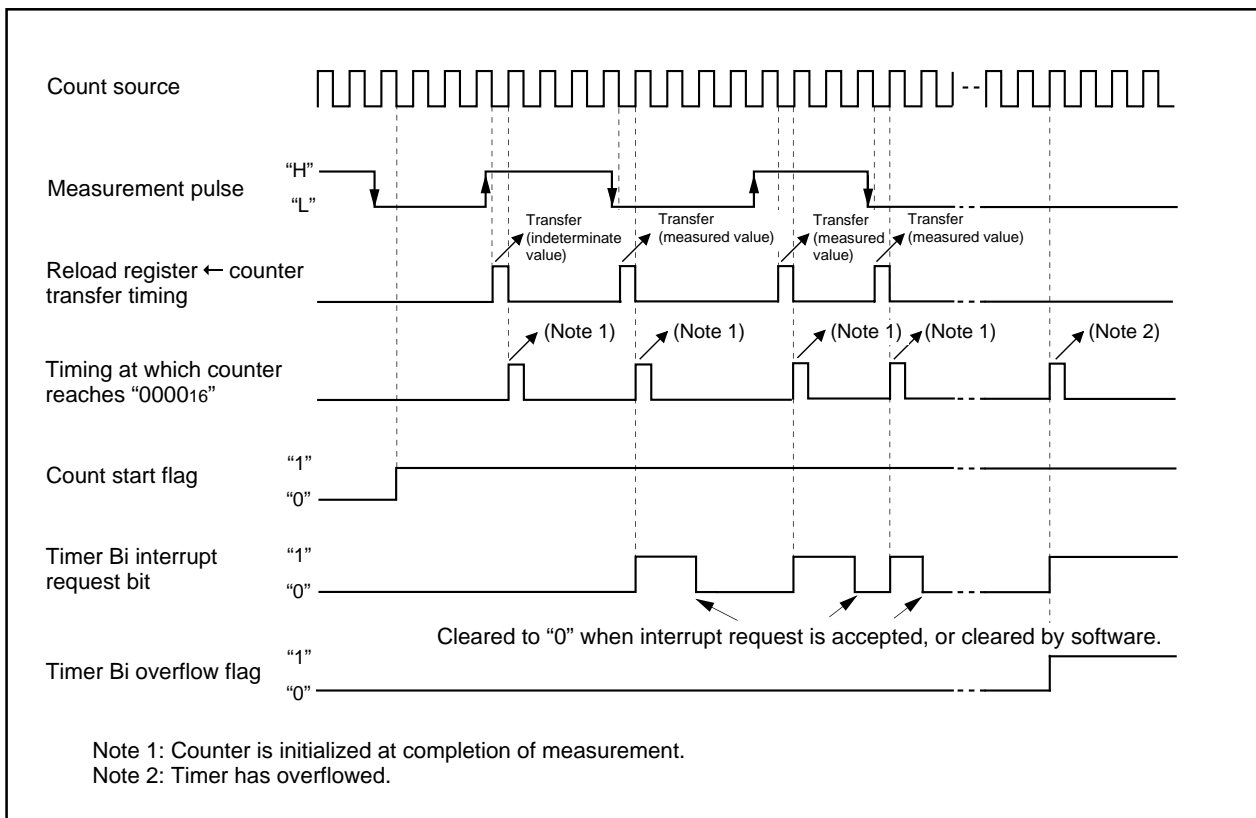 Count source
Measurement pulse
“H”
“L”
Transfer
(indeterminate
value)
Transfer
(measured value)
Transfer
(measured
value)
Transfer
(measured value)
Reload register ← counter
transfer timing
(Note 1)
(Note 1)
(Note 1)
(Note 1)
(Note 2)
Timing at which counter
reaches “000016”
Count start flag
“1”
“0”
Timer Bi interrupt
request bit
“1”
“0”
Cleared to “0” when interrupt request is accepted, or cleared by software.
Timer Bi overflow flag
“1”
“0”
Note 1: Counter is initialized at completion of measurement.
Note 2: Timer has overflowed.